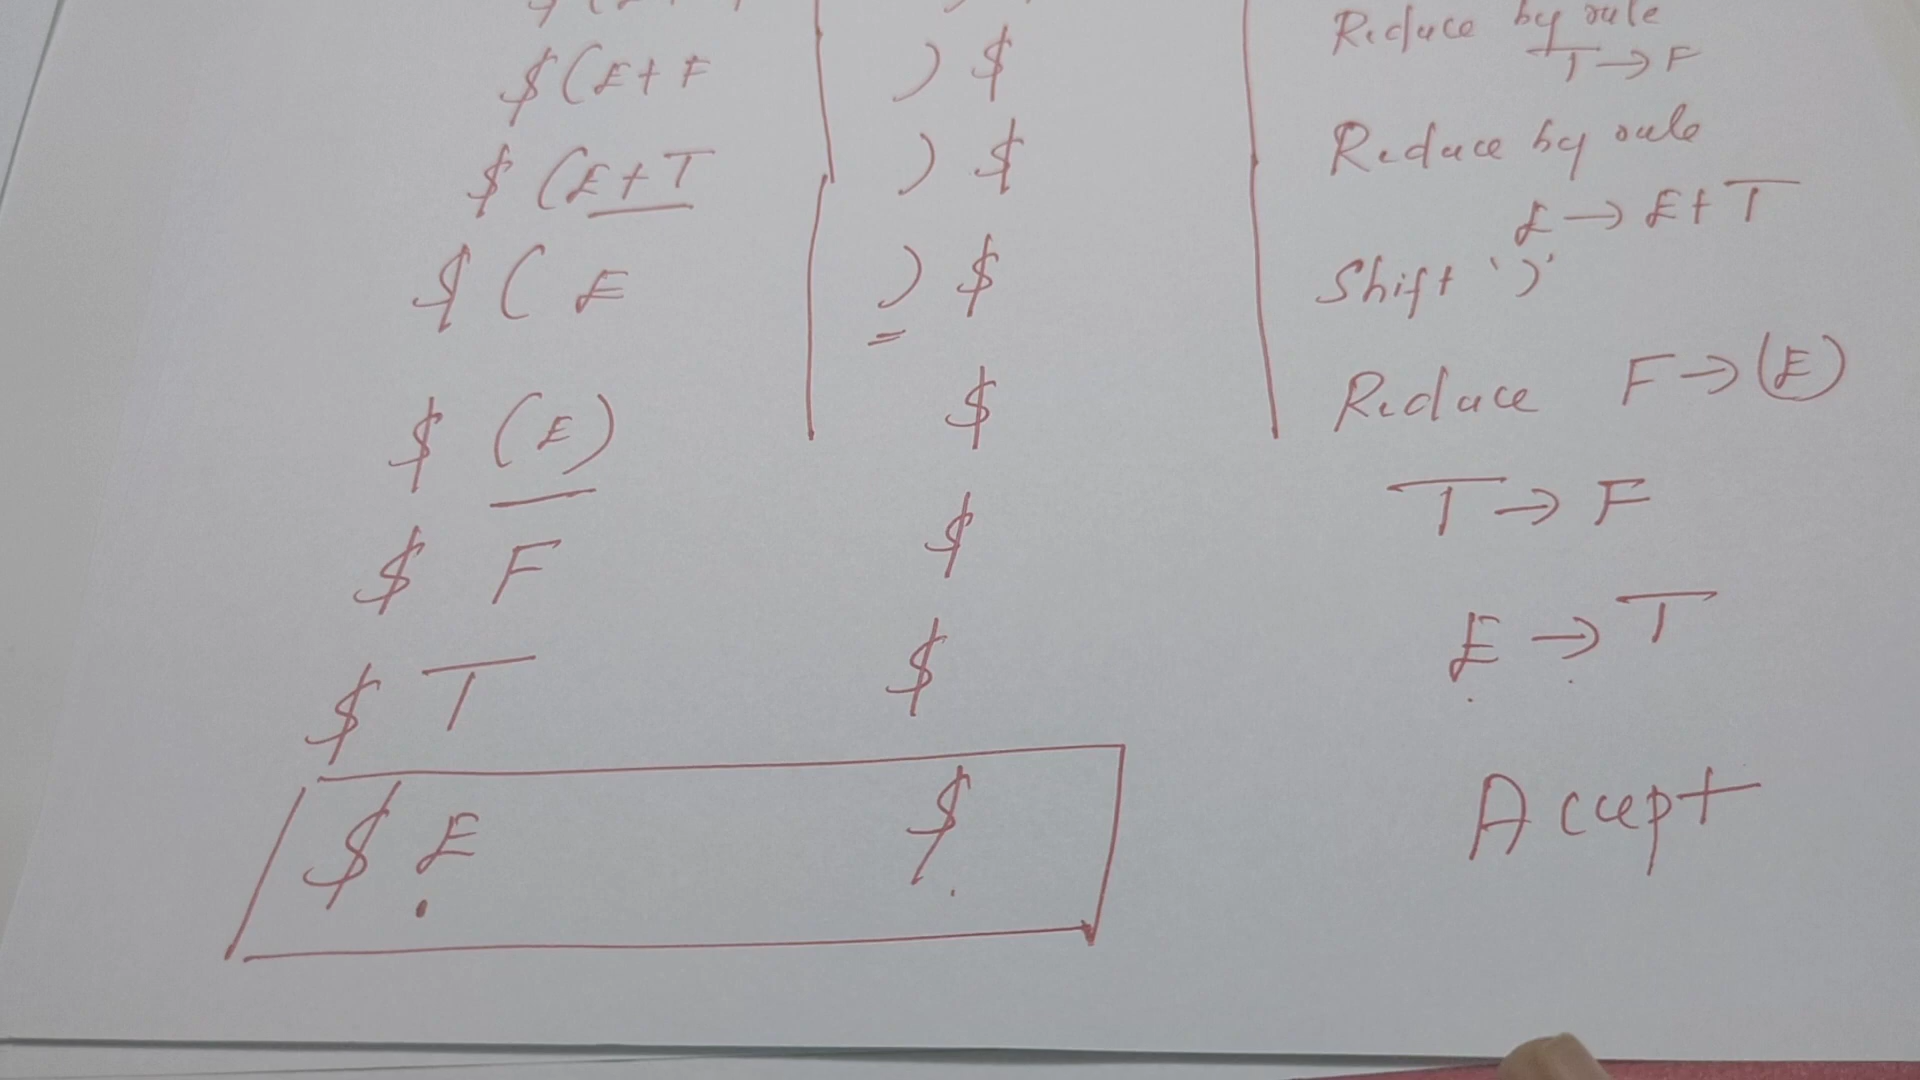 Reduce by rule
$(E+F ) $ T→F
$(E+T ) $ Reduce by rule
E→E+T
$(E ) $ Shift ')'
$(E) $ Reduce F→(E)
$ F $ T→F
$ T $ E→T
$ E $ Accept